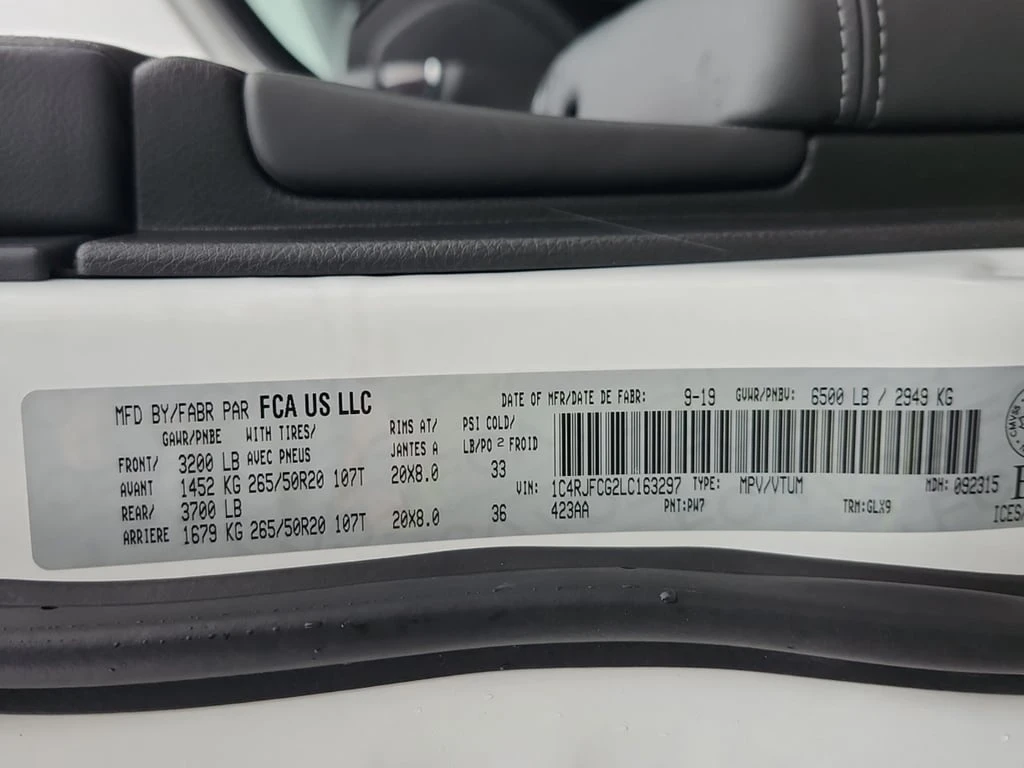 MFD BY/FABR PAR FCA US LLC
DATE OF MFR/DATE DE FABR: 9-19 GVWR/PNBV: 6500 LB / 2949 KG
GAWR/PNBE WITH TIRES/ RIMS AT/ PSI COLD/
AVEC PNEUS JANTES A LB/PO 2 FROID
FRONT/ 3200 LB
AVANT 1452 KG 265/50R20 107T 20X8.0 33
REAR/ 3700 LB
ARRIERE 1679 KG 265/50R20 107T 20X8.0 36
VIN: 1C4RJFCG2LC163297 TYPE: MPV/VTUM MDH: 092315
423AA PNT:PW7 TRM:GLX9
CMVSS
ICES